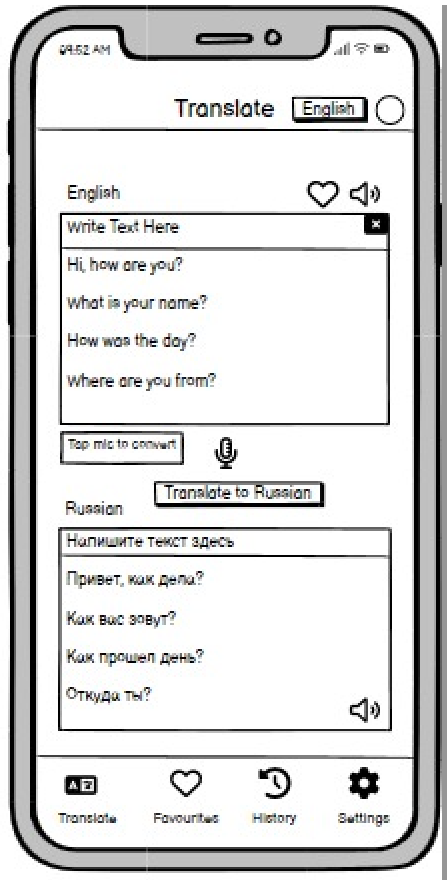 09:52 AM
Translate
English
English
Write Text Here
Hi, how are you?
What is your name?
How was the day?
Where are you from?
Tap mic to convert
Translate to Russian
Russian
Напишите текст здесь
Привет, как дела?
Как вас зовут?
Как прошел день?
Откуда ты?
Translate
Favourites
History
Settings